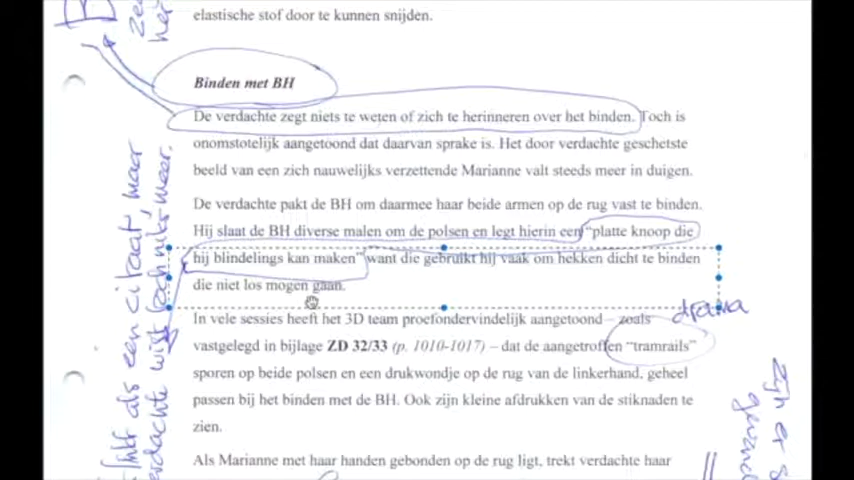 elastische stof door te kunnen snijden.
Binden met BH
De verdachte zegt niets te weten of zich te herinneren over het binden. Toch is
onomstotelijk aangetoond dat daarvan sprake is. Het door verdachte geschetste
beeld van een zich nauwelijks verzettende Marianne valt steeds meer in duigen.
De verdachte pakt de BH om daarmee haar beide armen op de rug vast te binden.
Hij slaat de BH diverse malen om de polsen en legt hierin een “platte knoop die
hij blindelings kan maken” want die gebruikt hij vaak om hekken dicht te binden
die niet los mogen gaan.
drama
In vele sessies heeft het 3D team proefondervindelijk aangetoond – zoals
vastgelegd in bijlage ZD 32/33 (p. 1010-1017) – dat de aangetroffen “tramrails”
sporen op beide polsen en een drukwondje op de rug van de linkerhand, geheel
passen bij het binden met de BH. Ook zijn kleine afdrukken van de stiknaden te
zien.
Als Marianne met haar handen gebonden op de rug ligt, trekt verdachte haar
als een citaat, maar
verdachte wist toch niks meer.
zijn er